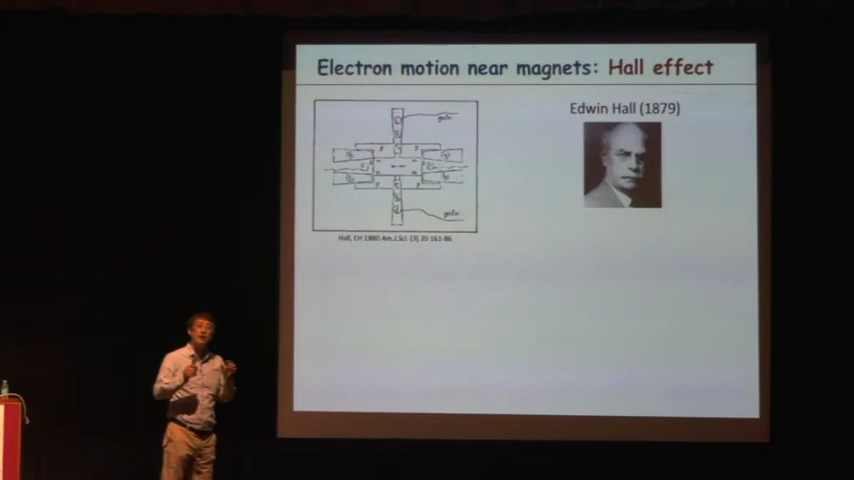 Electron motion near magnets: Hall effect
Edwin Hall (1879)
Hall, EH 1880 Am.J.Sci. (3) 20 161-86